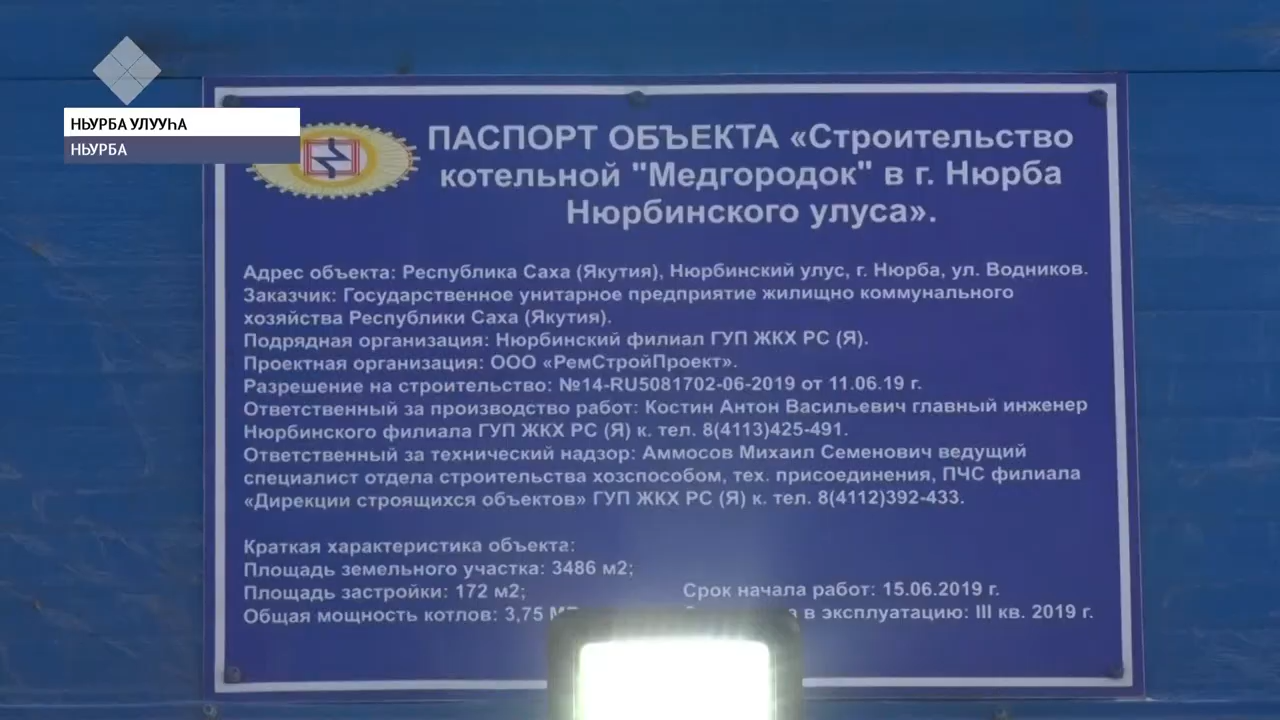 НЬУРБА УЛУУҺА
НЬУРБА
ПАСПОРТ ОБЪЕКТА «Строительство
котельной "Медгородок" в г. Нюрба
Нюрбинского улуса».
Адрес объекта: Республика Саха (Якутия), Нюрбинский улус, г. Нюрба, ул. Водников.
Заказчик: Государственное унитарное предприятие жилищно коммунального
хозяйства Республики Саха (Якутия).
Подрядная организация: Нюрбинский филиал ГУП ЖКХ РС (Я).
Проектная организация: ООО «РемСтройПроект».
Разрешение на строительство: №14-RU5081702-06-2019 от 11.06.19 г.
Ответственный за производство работ: Костин Антон Васильевич главный инженер
Нюрбинского филиала ГУП ЖКХ РС (Я) к. тел. 8(4113)425-491.
Ответственный за технический надзор: Аммосов Михаил Семенович ведущий
специалист отдела строительства хозспособом, тех. присоединения, ПЧС филиала
«Дирекции строящихся объектов» ГУП ЖКХ РС (Я) к. тел. 8(4112)392-433.
Краткая характеристика объекта:
Площадь земельного участка: 3486 м2;
Площадь застройки: 172 м2; Срок начала работ: 15.06.2019 г.
Общая мощность котлов: 3,75 в эксплуатацию: III кв. 2019 г.